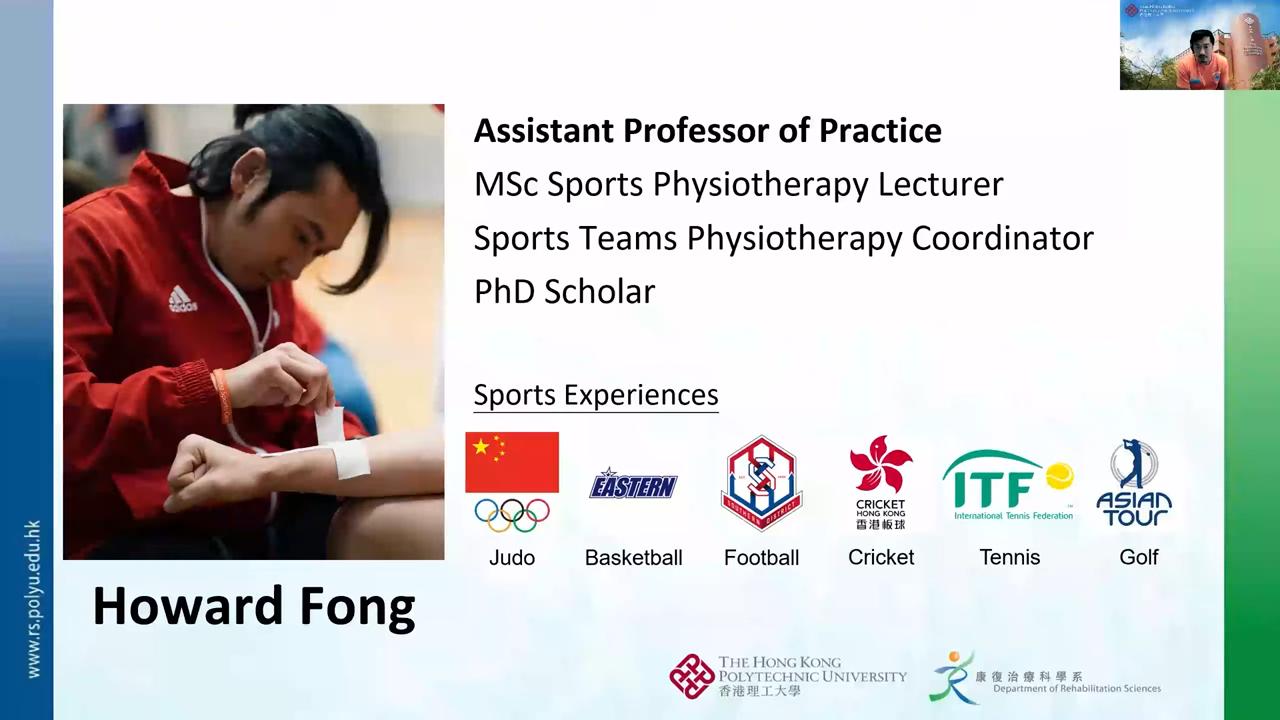 Assistant Professor of Practice
MSc Sports Physiotherapy Lecturer
Sports Teams Physiotherapy Coordinator
PhD Scholar
adidas
Sports Experiences
EASTERN
SOUTHERN DISTRICT
CRICKET
HONG KONG
香港板球
ITF
International Tennis Federation
ASIAN
TOUR
Judo
Basketball
Football
Cricket
Tennis
Golf
Howard Fong
www.rs.polyu.edu.hk
THE HONG KONG
POLYTECHNIC UNIVERSITY
香港理工大學
康復治療科學系
Department of Rehabilitation Sciences